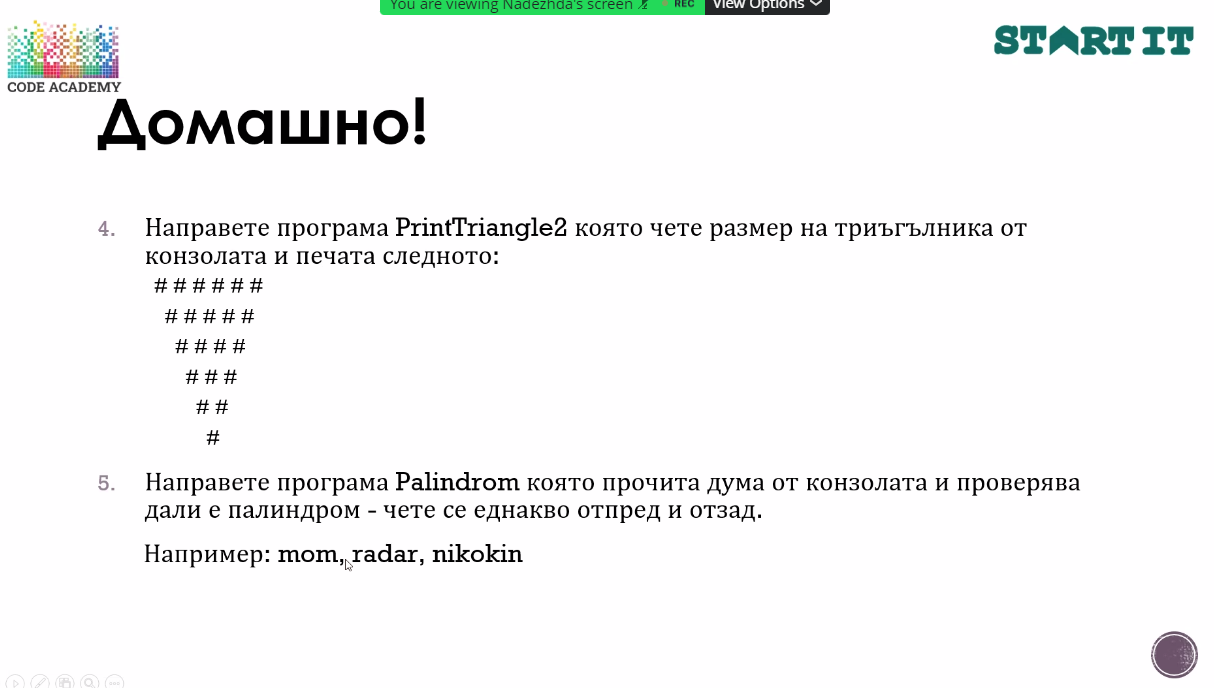 You are viewing Nadezhda's screen REC View Options
START IT
CODE ACADEMY
Домашно!
4. Направете програма PrintTriangle2 която чете размер на триъгълника от
конзолата и печата следното:
# # # # # #
# # # # #
# # # #
# # #
# #
#
5. Направете програма Palindrom която прочита дума от конзолата и проверява
дали е палиндром - чете се еднакво отпред и отзад.
Например: mom, radar, nikokin